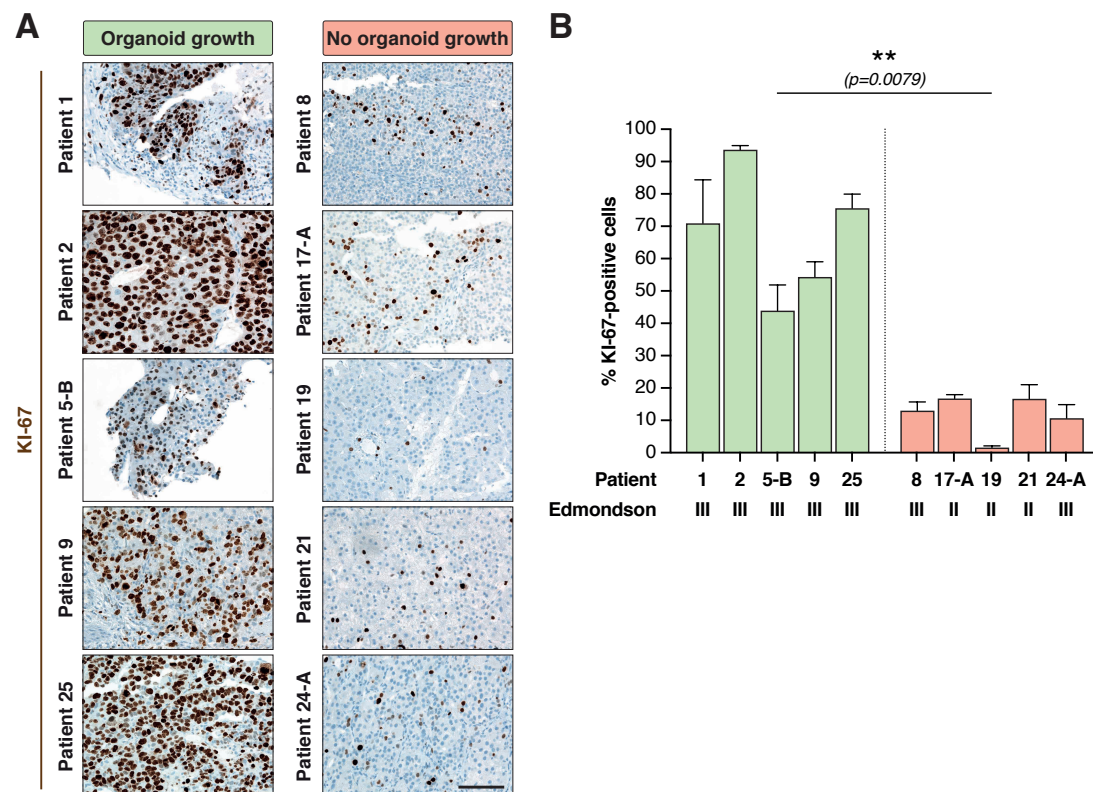 A
Organoid growth
No organoid growth
KI-67
Patient 1
Patient 2
Patient 5-B
Patient 9
Patient 25
Patient 8
Patient 17-A
Patient 19
Patient 21
Patient 24-A
B
**
(p=0.0079)
% KI-67-positive cells
100
90
80
70
60
50
40
30
20
10
0
Patient 1 2 5-B 9 25 8 17-A 19 21 24-A
Edmondson III III III III III III II II II III